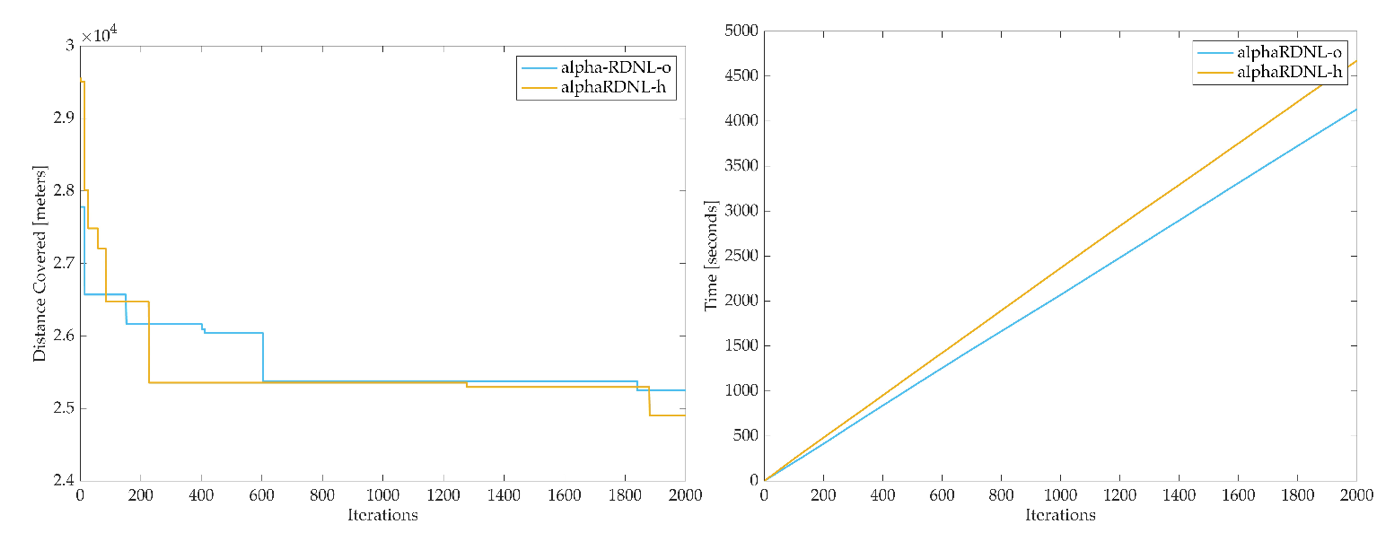 ×10⁴
3
2.9
2.8
2.7
2.6
2.5
2.4
Distance Covered [meters]
0 200 400 600 800 1000 1200 1400 1600 1800 2000
Iterations
alpha-RDNL-o
alphaRDNL-h
5000
4500
4000
3500
3000
2500
2000
1500
1000
500
0
Time [seconds]
0 200 400 600 800 1000 1200 1400 1600 1800 2000
Iterations
alphaRDNL-o
alphaRDNL-h